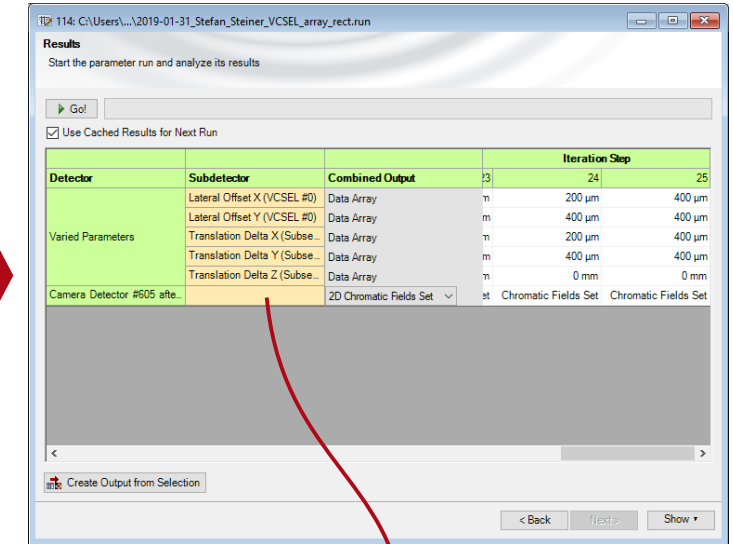 114: C:\Users\...\2019-01-31_Stefan_Steiner_VCSEL_array_rect.run
Results
Start the parameter run and analyze its results
Go!
Use Cached Results for Next Run
Iteration Step
Detector Subdetector Combined Output 23 24 25
Lateral Offset X (VCSEL #0) Data Array m 200 µm 400 µm
Lateral Offset Y (VCSEL #0) Data Array m 400 µm 400 µm
Varied Parameters Translation Delta X (Subse... Data Array m 200 µm 400 µm
Translation Delta Y (Subse... Data Array m 400 µm 400 µm
Translation Delta Z (Subse... Data Array m 0 mm 0 mm
Camera Detector #605 afte... 2D Chromatic Fields Set et Chromatic Fields Set Chromatic Fields Set
Create Output from Selection
< Back Next > Show